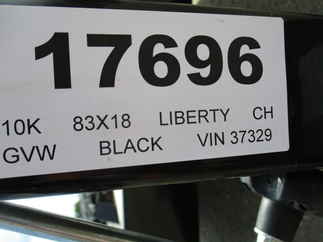 17696
10K 83X18 LIBERTY CH
GVW BLACK VIN 37329